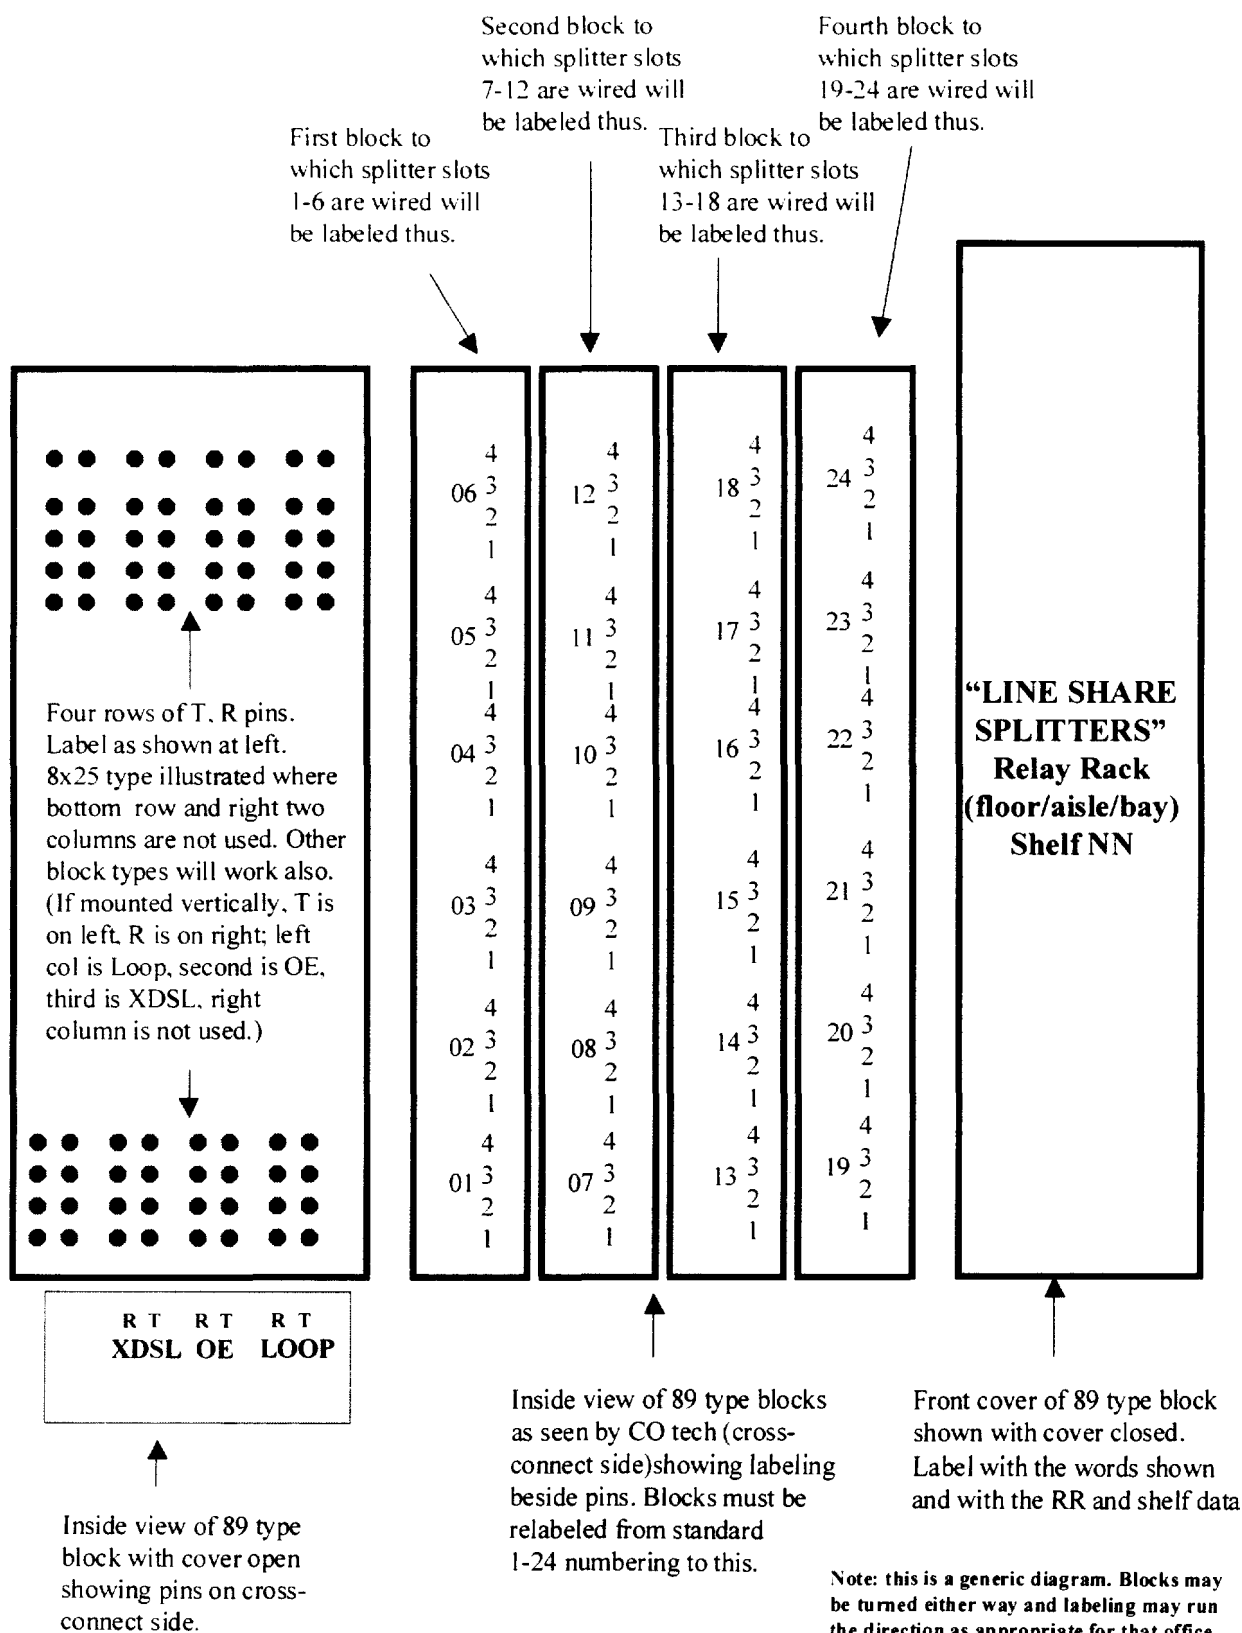 Second block to
which splitter slots
7-12 are wired will
be labeled thus.
Fourth block to
which splitter slots
19-24 are wired will
be labeled thus.
First block to
which splitter slots
1-6 are wired will
be labeled thus.
Third block to
which splitter slots
13-18 are wired will
be labeled thus.
Four rows of T, R pins.
Label as shown at left.
8x25 type illustrated where
bottom row and right two
columns are not used. Other
block types will work also.
(If mounted vertically, T is
on left, R is on right; left
col is Loop, second is OE,
third is XDSL, right
column is not used.)
R T R T R T
XDSL OE LOOP
Inside view of 89 type
block with cover open
showing pins on cross-
connect side.
06
4
3
2
1
05
4
3
2
1
04
4
3
2
1
03
4
3
2
1
02
4
3
2
1
01
4
3
2
1
12
4
3
2
1
11
4
3
2
1
10
4
3
2
1
09
4
3
2
1
08
4
3
2
1
07
4
3
2
1
18
4
3
2
1
17
4
3
2
1
16
4
3
2
1
15
4
3
2
1
14
4
3
2
1
13
4
3
2
1
24
4
3
2
1
23
4
3
2
1
22
4
3
2
1
21
4
3
2
1
20
4
3
2
1
19
4
3
2
1
Inside view of 89 type blocks
as seen by CO tech (cross-
connect side)showing labeling
beside pins. Blocks must be
relabeled from standard
1-24 numbering to this.
“LINE SHARE
SPLITTERS”
Relay Rack
(floor/aisle/bay)
Shelf NN
Front cover of 89 type block
shown with cover closed.
Label with the words shown
and with the RR and shelf data
Note: this is a generic diagram. Blocks may
be turned either way and labeling may run
the direction as appropriate for that office